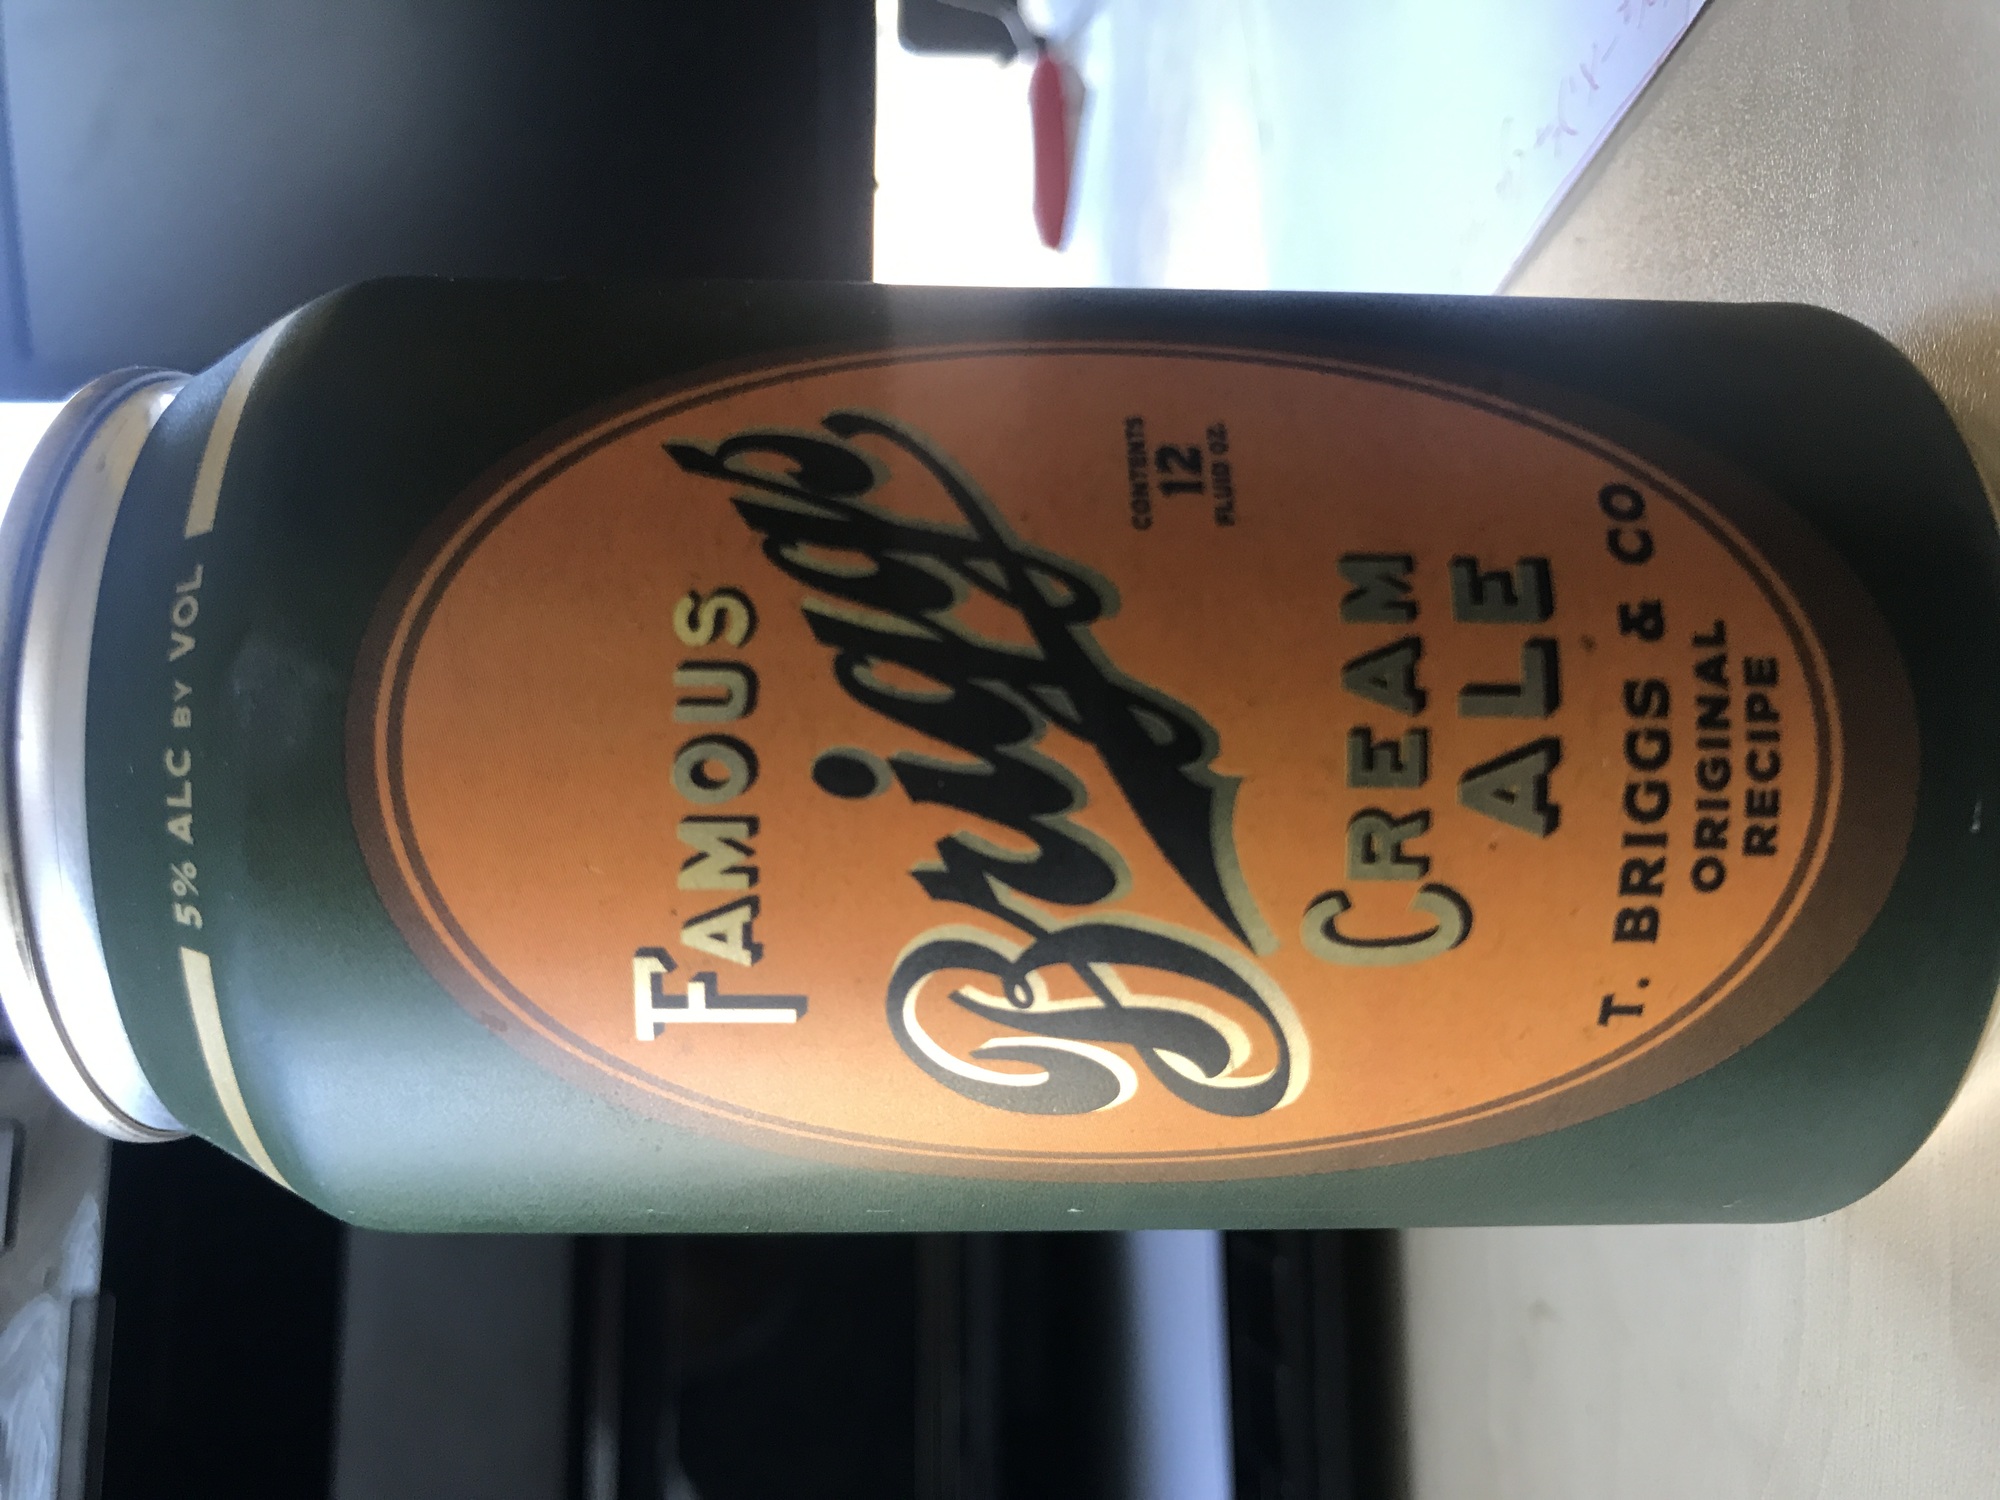 5% ALC BY VOL
FAMOUS
Briggs
CONTENTS
12
FLUID OZ.
CREAM
ALE
T. BRIGGS & CO
ORIGINAL
RECIPE